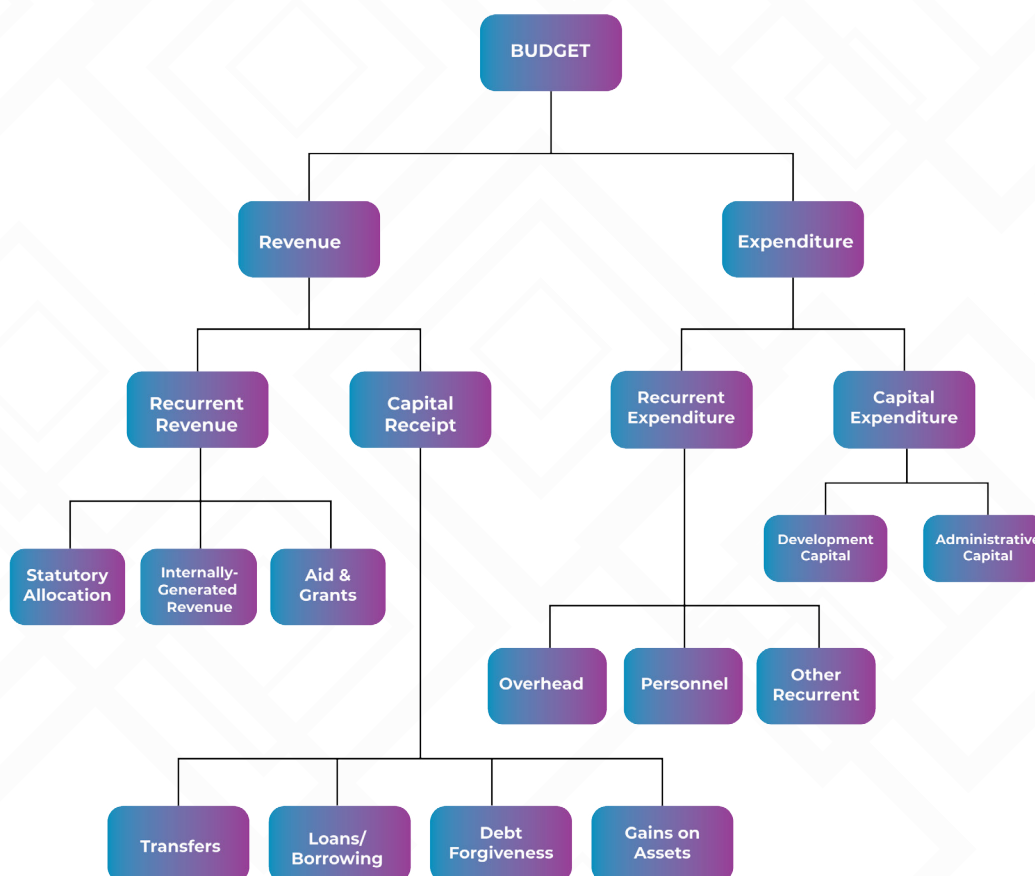 BUDGET
Revenue
Expenditure
Recurrent
Revenue
Capital
Receipt
Recurrent
Expenditure
Capital
Expenditure
Statutory
Allocation
Internally-
Generated
Revenue
Aid &
Grants
Development
Capital
Administrative
Capital
Overhead
Personnel
Other
Recurrent
Transfers
Loans/
Borrowing
Debt
Forgiveness
Gains on
Assets